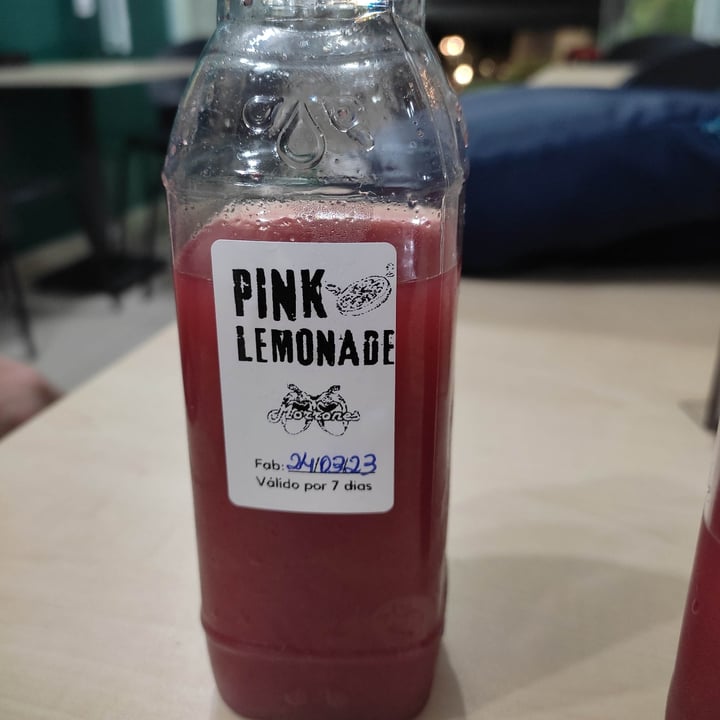 PINK
LEMONADE
Fab: 24/03/23
Válido por 7 dias